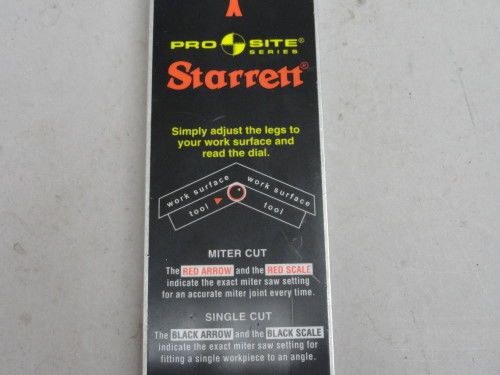 PRO SITE®
SERIES
Starrett®
Simply adjust the legs to
your work surface and
read the dial.
work surface work surface
tool tool
MITER CUT
The RED ARROW and the RED SCALE
indicate the exact miter saw setting
for an accurate miter joint every time.
SINGLE CUT
The BLACK ARROW and the BLACK SCALE
indicate the exact miter saw setting for
fitting a single workpiece to an angle.